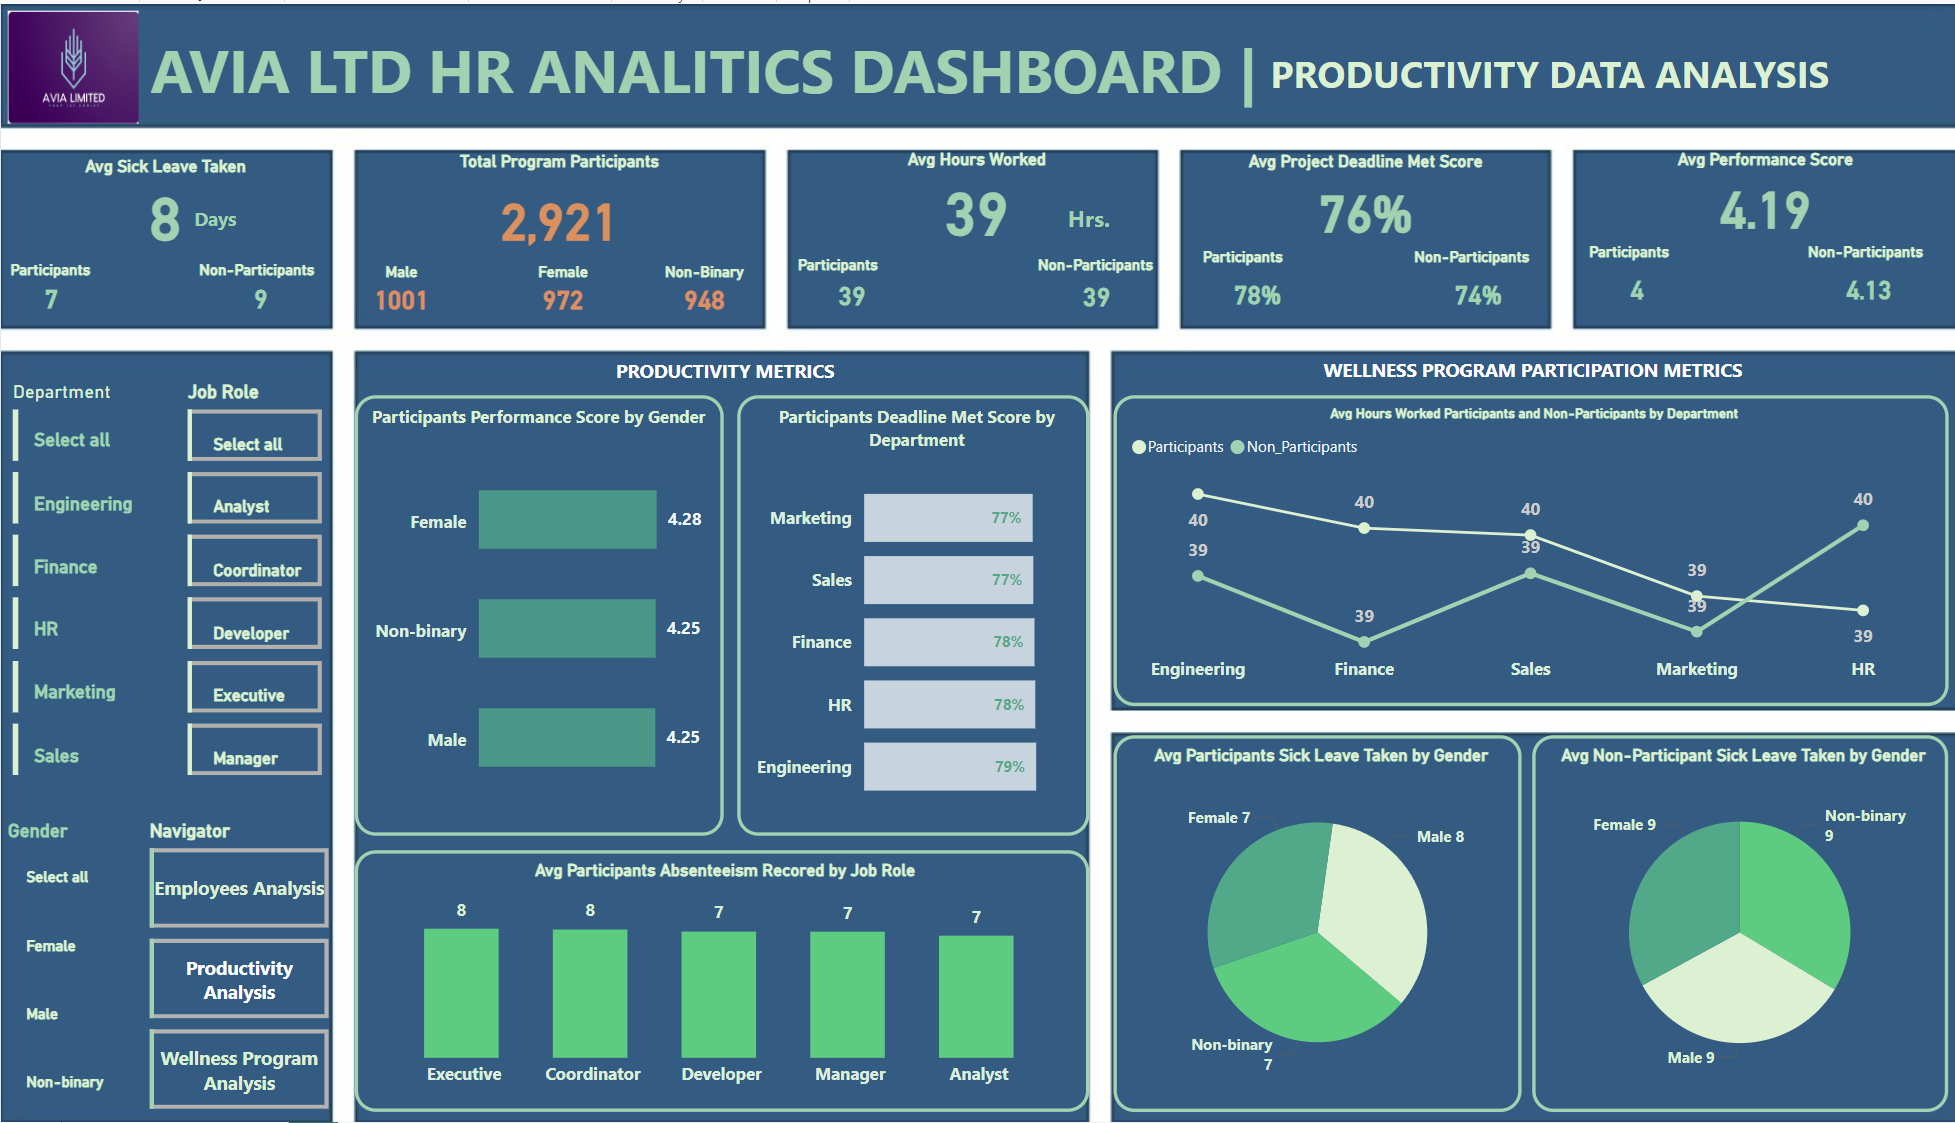 AVIA LIMITED
AVIA LTD HR ANALITICS DASHBOARD | PRODUCTIVITY DATA ANALYSIS
Avg Sick Leave Taken
8 Days
Participants Non-Participants
7 9
Total Program Participants
2,921
Male Female Non-Binary
1001 972 948
Avg Hours Worked
39 Hrs.
Participants Non-Participants
39 39
Avg Project Deadline Met Score
76%
Participants Non-Participants
78% 74%
Avg Performance Score
4.19
Participants Non-Participants
4 4.13
Department
Select all
Engineering
Finance
HR
Marketing
Sales
Job Role
Select all
Analyst
Coordinator
Developer
Executive
Manager
Gender
Select all
Female
Male
Non-binary
Navigator
Employees Analysis
Productivity
Analysis
Wellness Program
Analysis
PRODUCTIVITY METRICS
Participants Performance Score by Gender
Female 4.28
Non-binary 4.25
Male 4.25
Participants Deadline Met Score by
Department
Marketing 77%
Sales 77%
Finance 78%
HR 78%
Engineering 79%
Avg Participants Absenteeism Recored by Job Role
8 8 7 7 7
Executive Coordinator Developer Manager Analyst
WELLNESS PROGRAM PARTICIPATION METRICS
Avg Hours Worked Participants and Non-Participants by Department
Participants Non_Participants
40 40 40 39 39
39 39 39 39 40
Engineering Finance Sales Marketing HR
Avg Participants Sick Leave Taken by Gender
Female 7
Male 8
Non-binary
7
Avg Non-Participant Sick Leave Taken by Gender
Female 9
Non-binary
9
Male 9